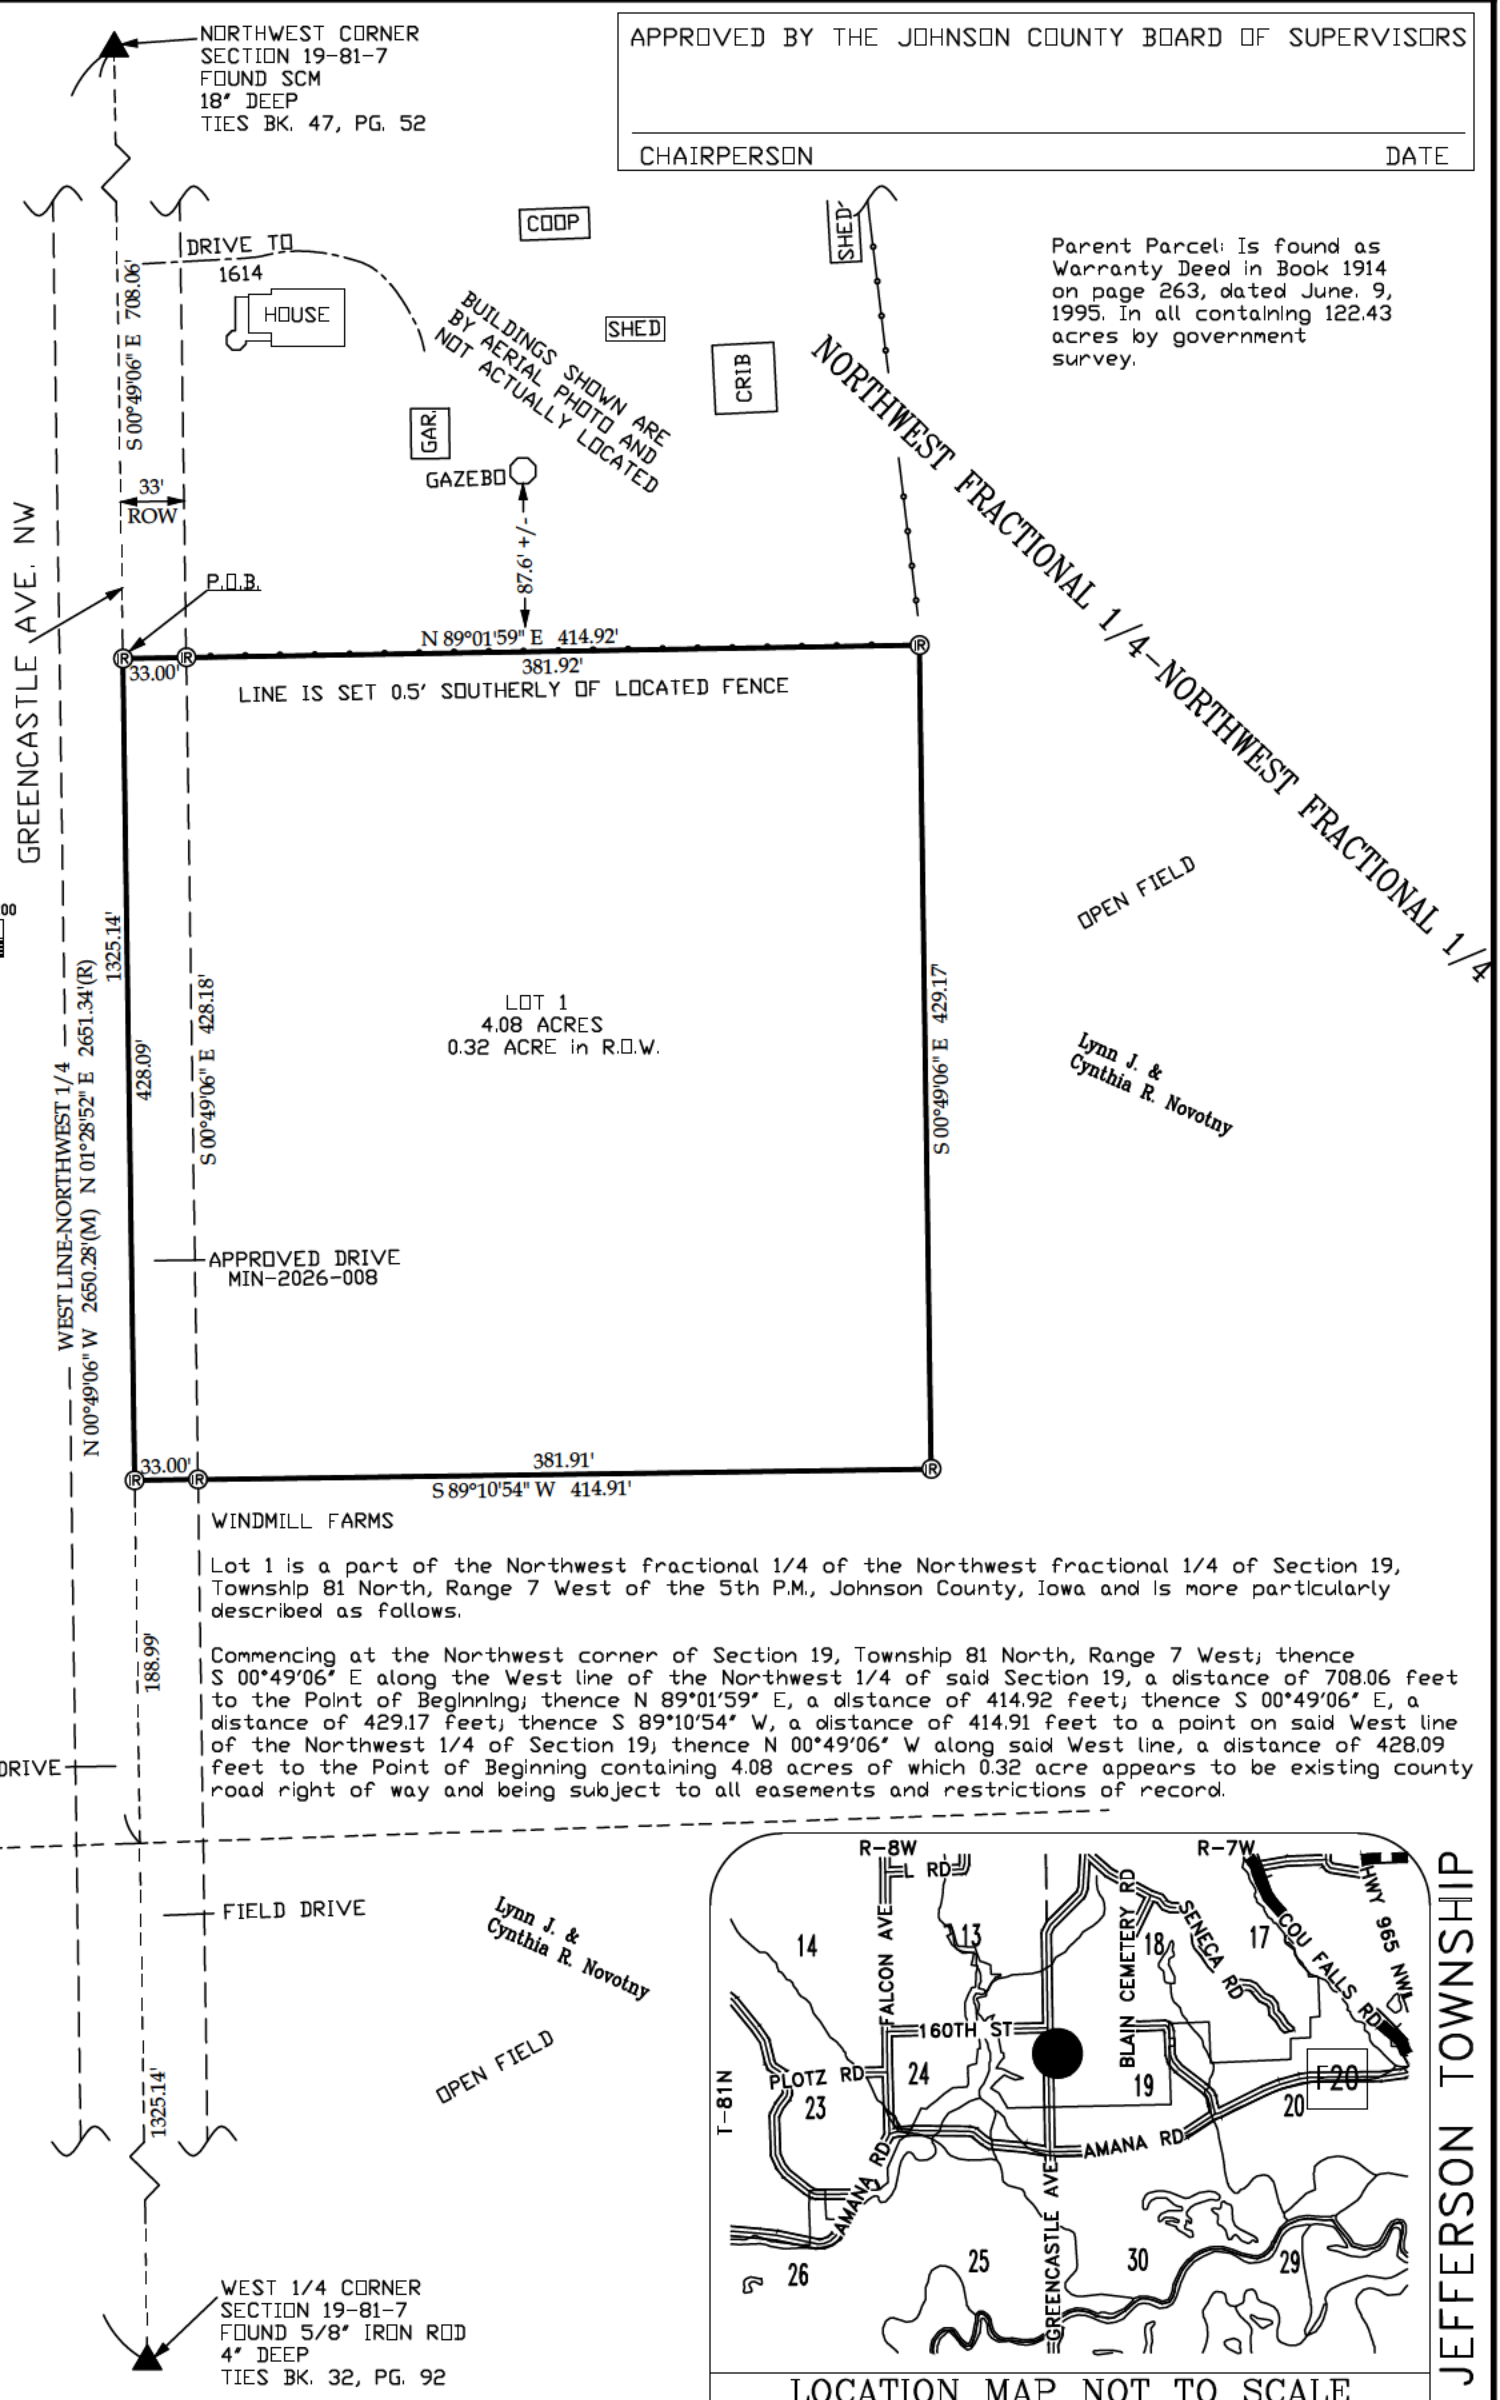 NORTHWEST CORNER
SECTION 19-81-7
FOUND SCM
18" DEEP
TIES BK. 47, PG. 52
APPROVED BY THE JOHNSON COUNTY BOARD OF SUPERVISORS
CHAIRPERSON
DATE
Parent Parcel: Is found as
Warranty Deed in Book 1914
on page 263, dated June. 9,
1995. In all containing 122.43
acres by government
survey.
COOP
SHED
DRIVE TO
1614
HOUSE
S 00°49'06" E 708.06'
BUILDINGS SHOWN ARE
BY AERIAL PHOTO AND
NOT ACTUALLY LOCATED
SHED
CRIB
GAR.
GAZEBO
87.6' +/-
33'
ROW
GREENCASTLE AVE. NW
P.O.B.
NORTHWEST FRACTIONAL 1/4-NORTHWEST FRACTIONAL 1/4
N 89°01'59" E 414.92'
33.00'
381.92'
LINE IS SET 0.5' SOUTHERLY OF LOCATED FENCE
OPEN FIELD
00
1325.14'
WEST LINE-NORTHWEST 1/4
N 00°49'06" W 2650.28'(M) N 01°28'52" E 2651.34'(R)
428.09'
S 00°49'06" E 428.18'
LOT 1
4.08 ACRES
0.32 ACRE in R.O.W.
S 00°49'06" E 429.17'
Lynn J. &
Cynthia R. Novotny
APPROVED DRIVE
MIN-2026-008
33.00'
381.91'
S 89°10'54" W 414.91'
WINDMILL FARMS
Lot 1 is a part of the Northwest fractional 1/4 of the Northwest fractional 1/4 of Section 19,
Township 81 North, Range 7 West of the 5th P.M., Johnson County, Iowa and is more particularly
described as follows.
Commencing at the Northwest corner of Section 19, Township 81 North, Range 7 West; thence
S 00°49'06" E along the West line of the Northwest 1/4 of said Section 19, a distance of 708.06 feet
to the Point of Beginning; thence N 89°01'59" E, a distance of 414.92 feet; thence S 00°49'06" E, a
distance of 429.17 feet; thence S 89°10'54" W, a distance of 414.91 feet to a point on said West line
of the Northwest 1/4 of Section 19; thence N 00°49'06" W along said West line, a distance of 428.09
feet to the Point of Beginning containing 4.08 acres of which 0.32 acre appears to be existing county
road right of way and being subject to all easements and restrictions of record.
188.99'
DRIVE
FIELD DRIVE
Lynn J. &
Cynthia R. Novotny
OPEN FIELD
1325.14'
WEST 1/4 CORNER
SECTION 19-81-7
FOUND 5/8" IRON ROD
4" DEEP
TIES BK. 32, PG. 92
R-8W
R-7W
L RD
HWY 965 NW
14
13
18
17
FALCON AVE
BLAIN CEMETERY RD
SENECA RD
COU FALLS RD
160TH ST
PLOTZ RD
24
23
19
20
F20
T-81N
AMANA RD
AMANA RD
GREENCASTLE AVE
26
25
30
29
LOCATION MAP NOT TO SCALE
JEFFERSON TOWNSHIP
IR
IR
IR
IR
IR
IR